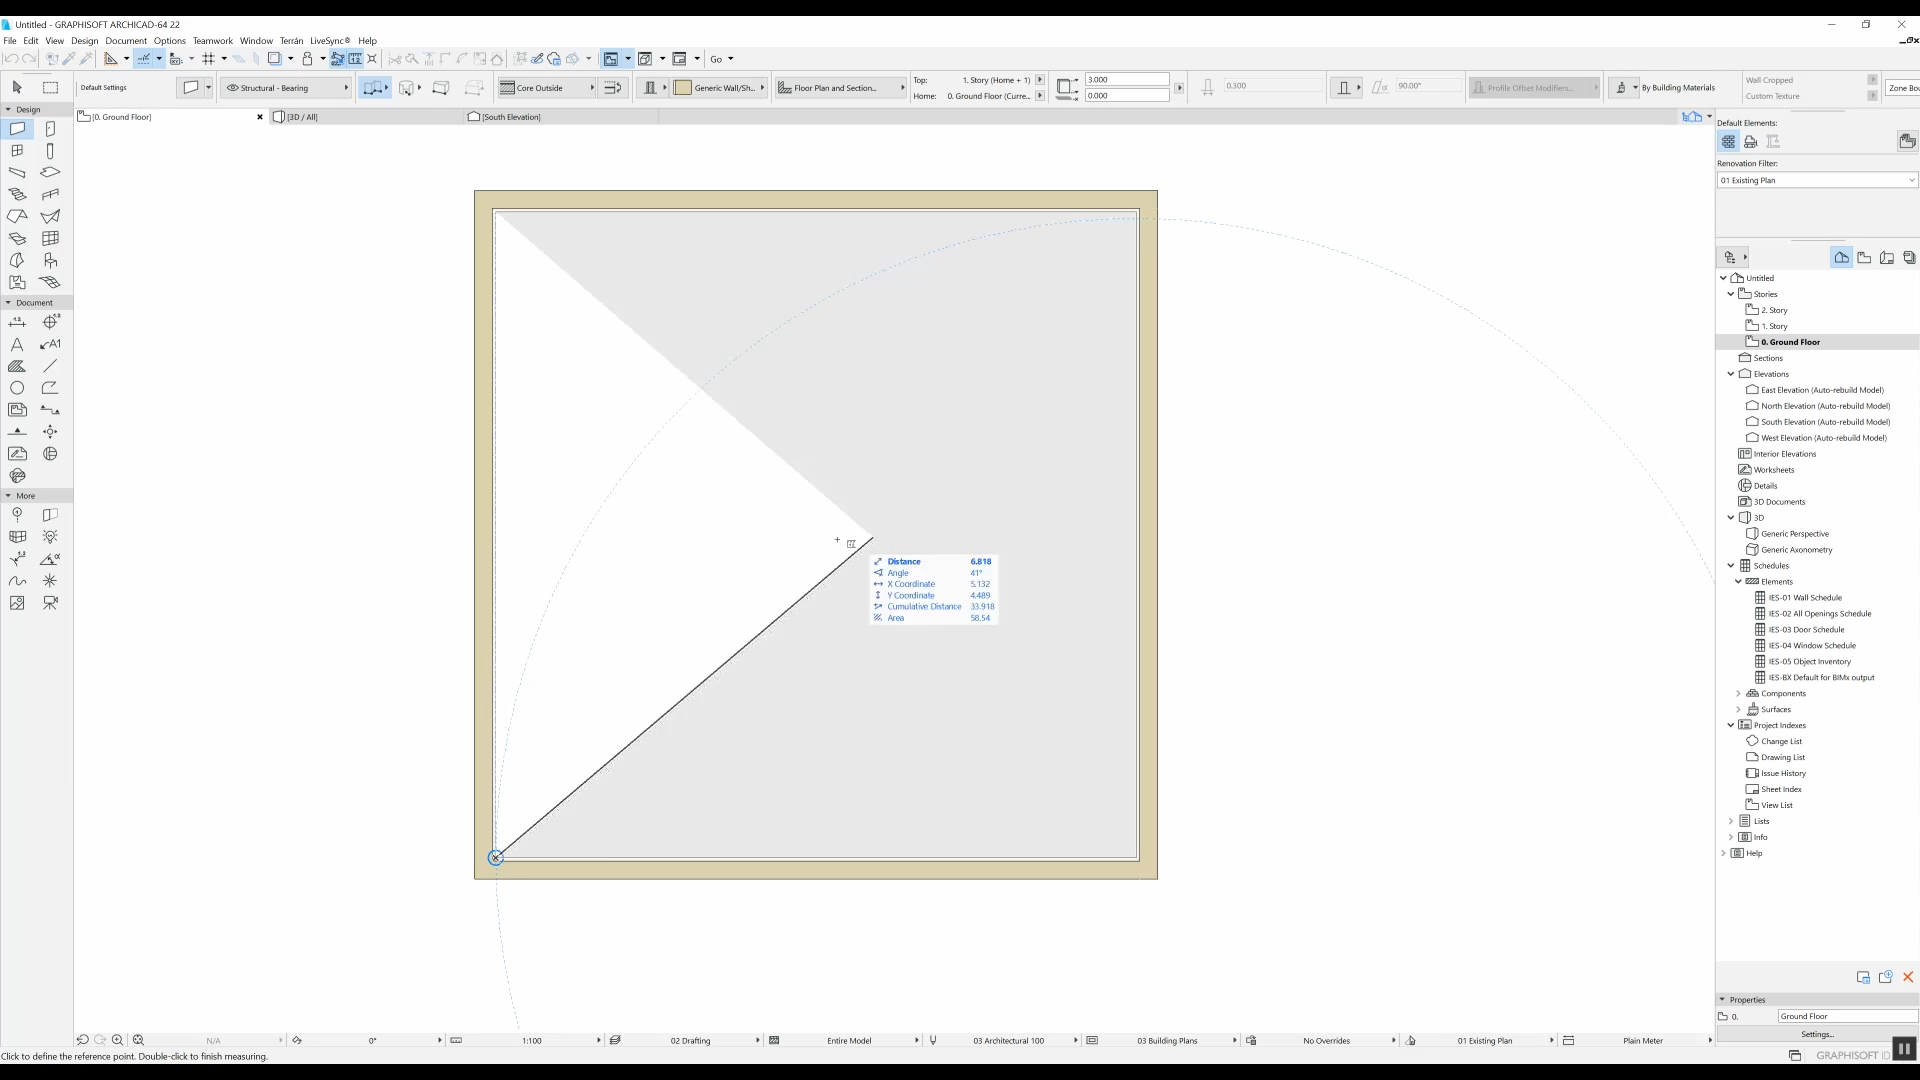 Untitled - GRAPHISOFT ARCHICAD-64 22
File Edit View Design Document Options Teamwork Window Terrán LiveSync® Help
Go
Default Settings
Structural - Bearing
Core Outside
Generic Wall/Sh...
Floor Plan and Section...
Top: 1. Story (Home + 1)
Home: 0. Ground Floor (Curre...
3.000
0.000
0.300
90.00°
Profile Offset Modifiers...
By Building Materials
Wall Cropped
Custom Texture
Zone Bou
Design
[0. Ground Floor]
[3D / All]
[South Elevation]
Document
More
Distance 6.818
Angle 41°
X Coordinate 5.132
Y Coordinate 4.489
Cumulative Distance 33.918
Area 58.54
Default Elements:
Renovation Filter:
01 Existing Plan
Untitled
Stories
2. Story
1. Story
0. Ground Floor
Sections
Elevations
East Elevation (Auto-rebuild Model)
North Elevation (Auto-rebuild Model)
South Elevation (Auto-rebuild Model)
West Elevation (Auto-rebuild Model)
Interior Elevations
Worksheets
Details
3D Documents
3D
Generic Perspective
Generic Axonometry
Schedules
Elements
IES-01 Wall Schedule
IES-02 All Openings Schedule
IES-03 Door Schedule
IES-04 Window Schedule
IES-05 Object Inventory
IES-BX Default for BIMx output
Components
Surfaces
Project Indexes
Change List
Drawing List
Issue History
Sheet Index
View List
Lists
Info
Help
Properties
0. Ground Floor
Settings...
N/A
0°
1:100
02 Drafting
Entire Model
03 Architectural 100
03 Building Plans
No Overrides
01 Existing Plan
Plain Meter
Click to define the reference point. Double-click to finish measuring.
GRAPHISOFT ID